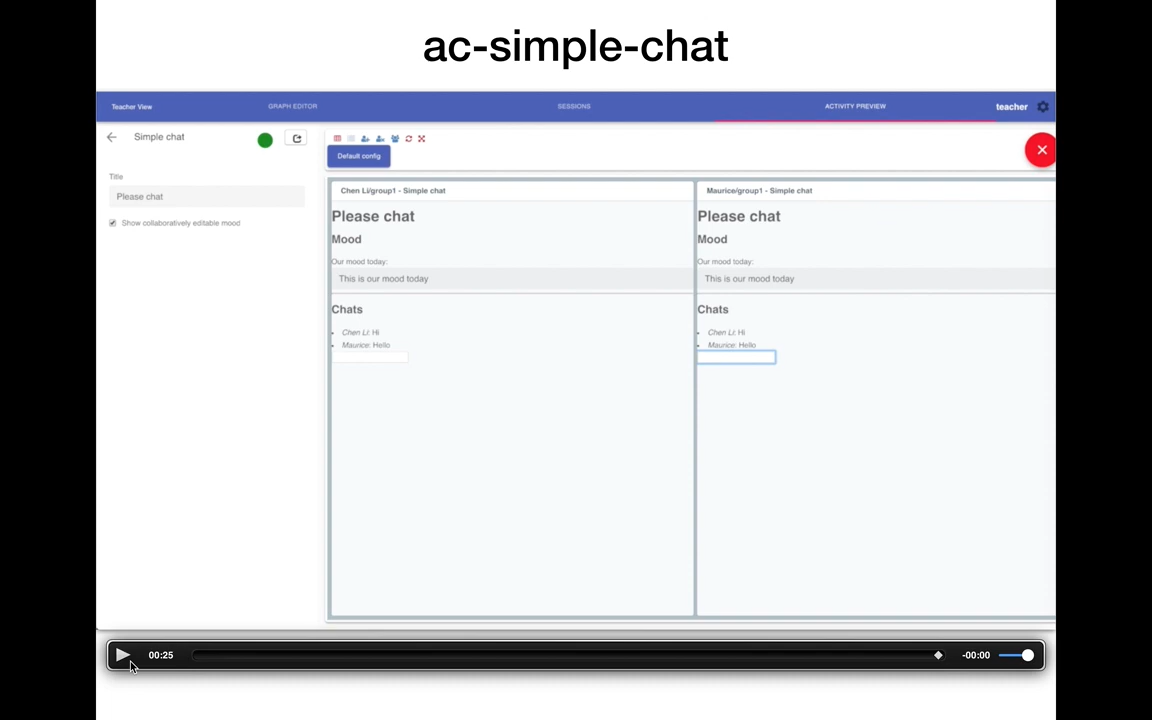 ac-simple-chat
Teacher View
GRAPH EDITOR
SESSIONS
ACTIVITY PREVIEW
teacher
Simple chat
Default config
Title
Please chat
Show collaboratively editable mood
Chen Li/group1 - Simple chat
Please chat
Mood
Our mood today:
This is our mood today
Chats
Chen Li: Hi
Maurice: Hello
Maurice/group1 - Simple chat
Please chat
Mood
Our mood today:
This is our mood today
Chats
Chen Li: Hi
Maurice: Hello
00:25
-00:00